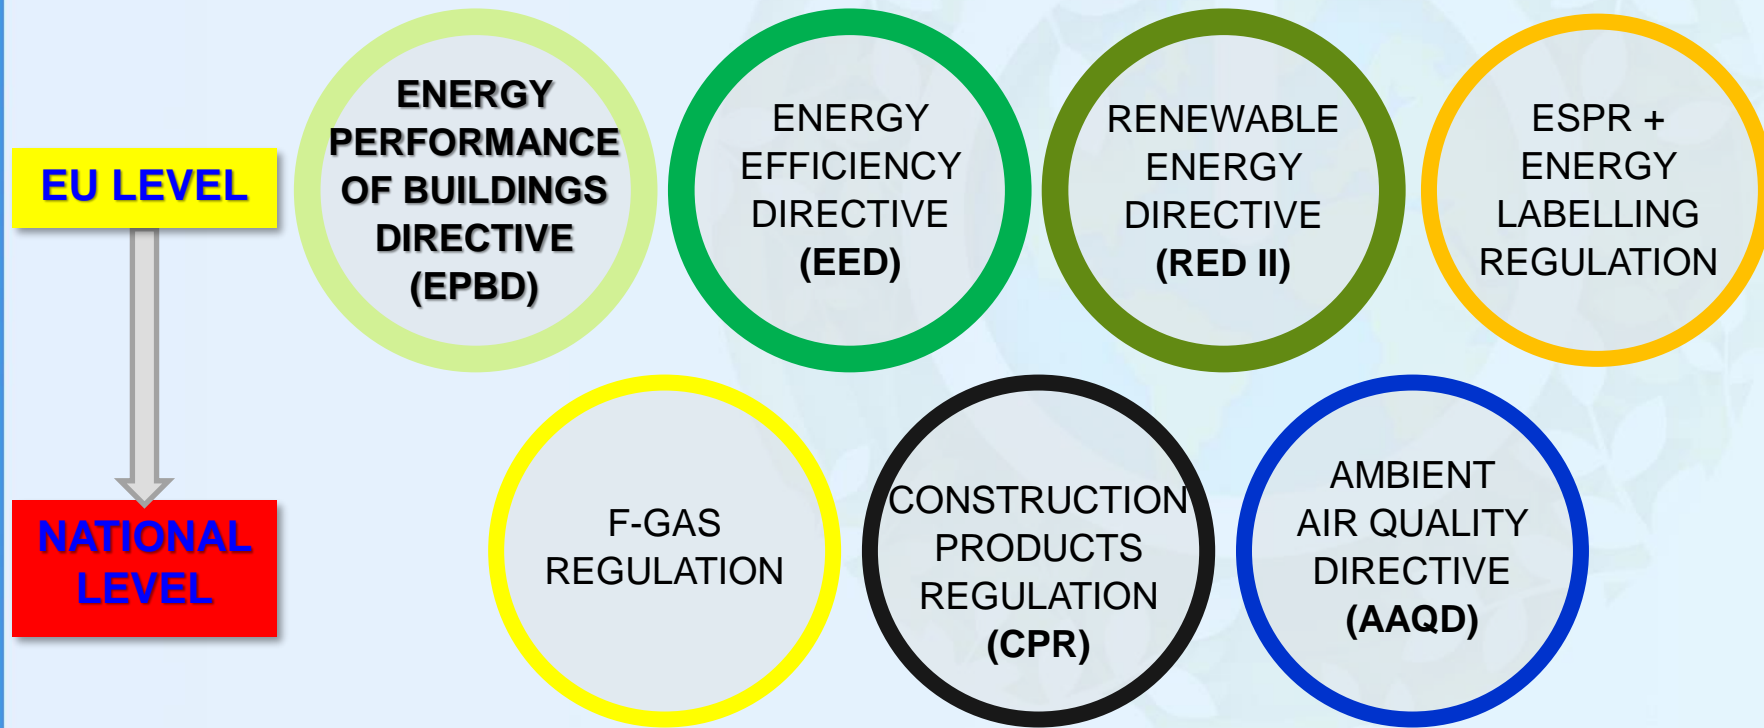 EU LEVEL
NATIONAL
LEVEL
ENERGY
PERFORMANCE
OF BUILDINGS
DIRECTIVE
(EPBD)
ENERGY
EFFICIENCY
DIRECTIVE
(EED)
RENEWABLE
ENERGY
DIRECTIVE
(RED II)
ESPR +
ENERGY
LABELLING
REGULATION
F-GAS
REGULATION
CONSTRUCTION
PRODUCTS
REGULATION
(CPR)
AMBIENT
AIR QUALITY
DIRECTIVE
(AAQD)